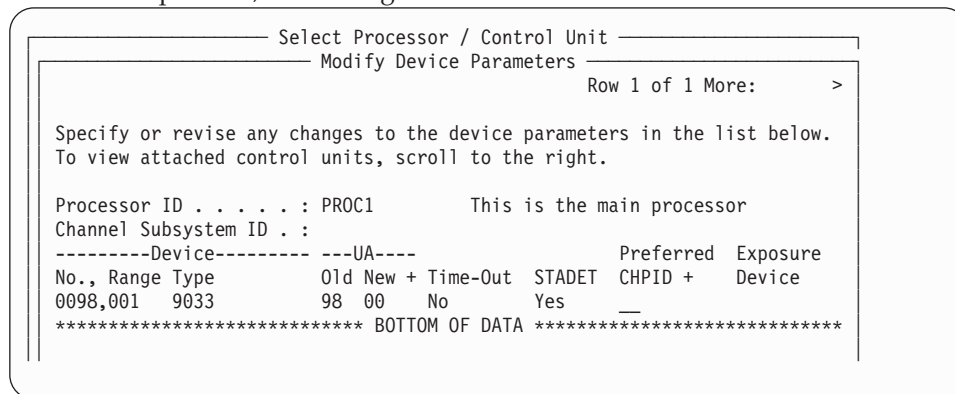 Select Processor / Control Unit
Modify Device Parameters
Row 1 of 1 More: >
Specify or revise any changes to the device parameters in the list below.
To view attached control units, scroll to the right.
Processor ID . . . . . : PROC1 This is the main processor
Channel Subsystem ID . :
---------Device--------- ---UA---- Preferred Exposure
No., Range Type Old New + Time-Out STADET CHPID + Device
0098,001 9033 98 00 No Yes __
***************************** BOTTOM OF DATA *****************************